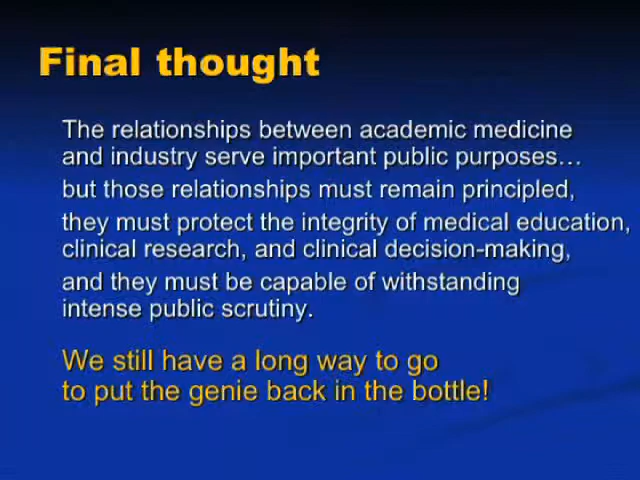 Final thought
The relationships between academic medicine
and industry serve important public purposes…
but those relationships must remain principled,
they must protect the integrity of medical education,
clinical research, and clinical decision-making,
and they must be capable of withstanding
intense public scrutiny.
We still have a long way to go
to put the genie back in the bottle!